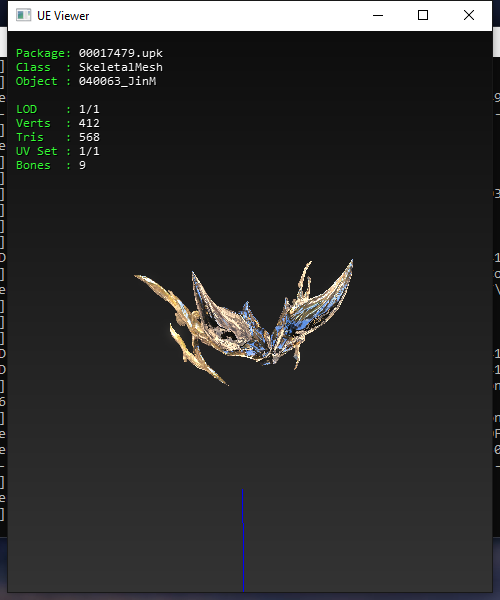 UE Viewer
Package: 00017479.upk
Class  : SkeletalMesh
Object : 040063_JinM
LOD    : 1/1
Verts  : 412
Tris   : 568
UV Set : 1/1
Bones  : 9